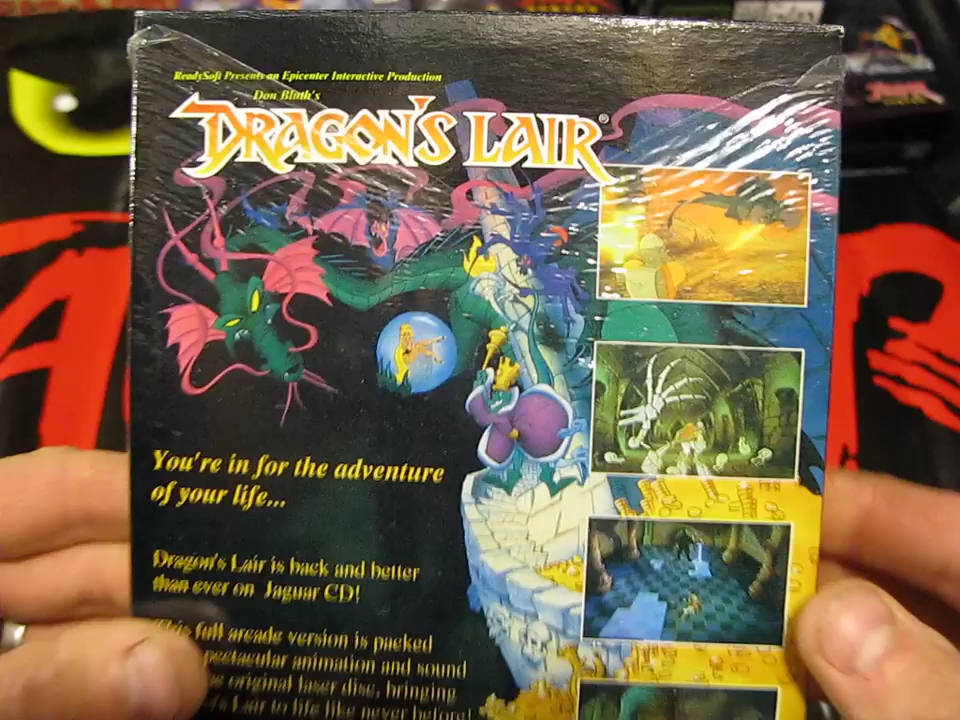 ReadySoft Presents an Epicenter Interactive Production
Don Bluth's
DRAGON'S LAIR®
You're in for the adventure
of your life...
Dragon's Lair is back and better
than ever on Jaguar CD!
This full arcade version is packed
spectacular animation and sound
original laser disc, bringing
Lair to life like never before!